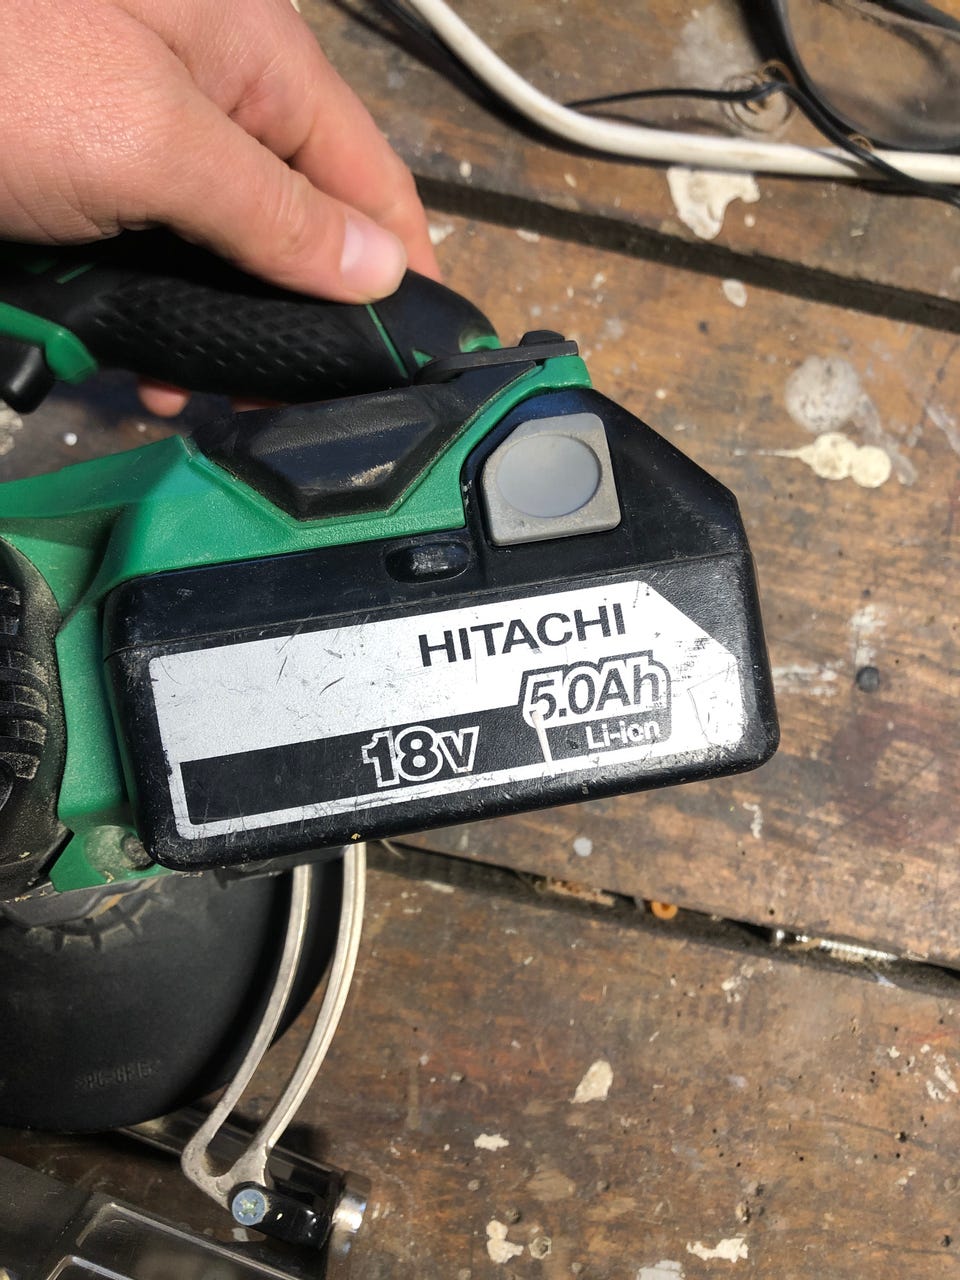 HITACHI
5.0Ah
18V
Li-ion